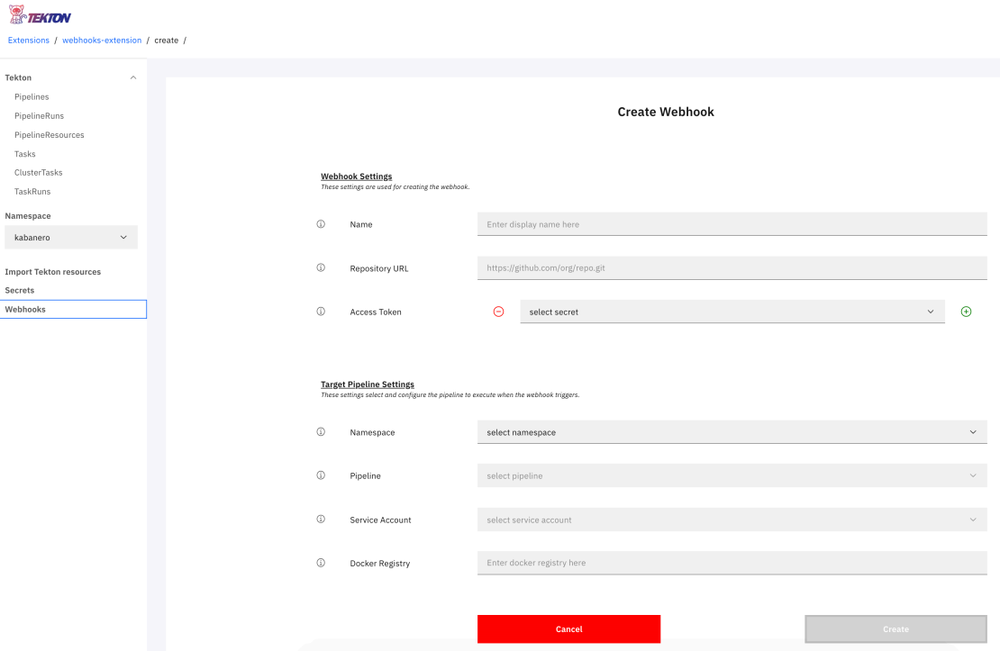 TEKTON
Extensions / webhooks-extension / create /
Tekton
Pipelines
PipelineRuns
PipelineResources
Tasks
ClusterTasks
TaskRuns
Namespace
kabanero
Import Tekton resources
Secrets
Webhooks
Create Webhook
Webhook Settings
These settings are used for creating the webhook.
Name
Enter display name here
Repository URL
https://github.com/org/repo.git
Access Token
select secret
Target Pipeline Settings
These settings select and configure the pipeline to execute when the webhook triggers.
Namespace
select namespace
Pipeline
select pipeline
Service Account
select service account
Docker Registry
Enter docker registry here
Cancel
Create